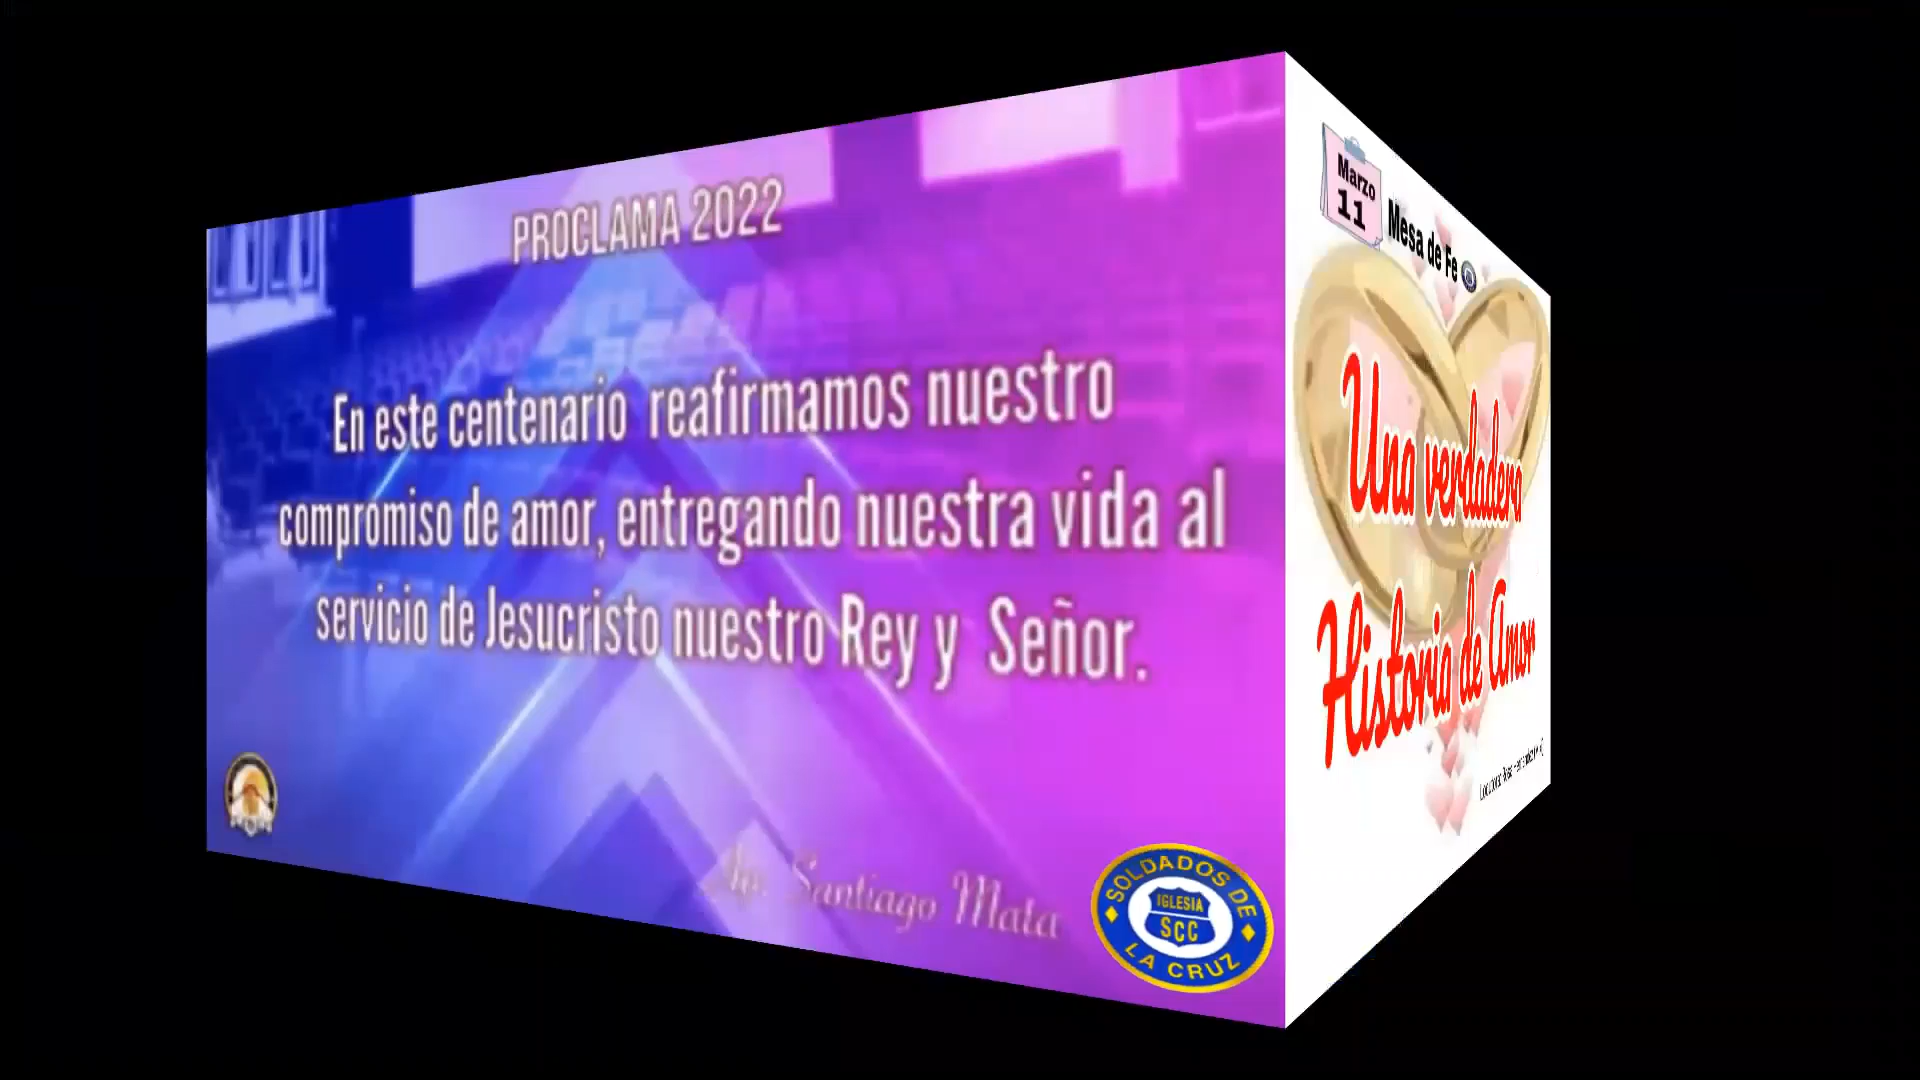 PROCLAMA 2022
En este centenario reafirmamos nuestro
compromiso de amor, entregando nuestra vida al
servicio de Jesucristo nuestro Rey y Señor.
Ap. Santiago Mata
SOLDADOS DE
IGLESIA
SCC
LA CRUZ
Marzo
11
Mesa de Fe
Una verdadera
Historia de Amor